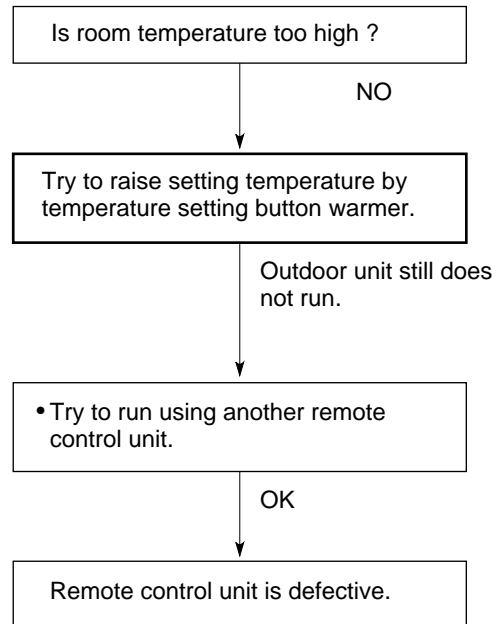 Is room temperature too high ?
NO
Try to raise setting temperature by
temperature setting button warmer.
Outdoor unit still does
not run.
• Try to run using another remote
control unit.
OK
Remote control unit is defective.